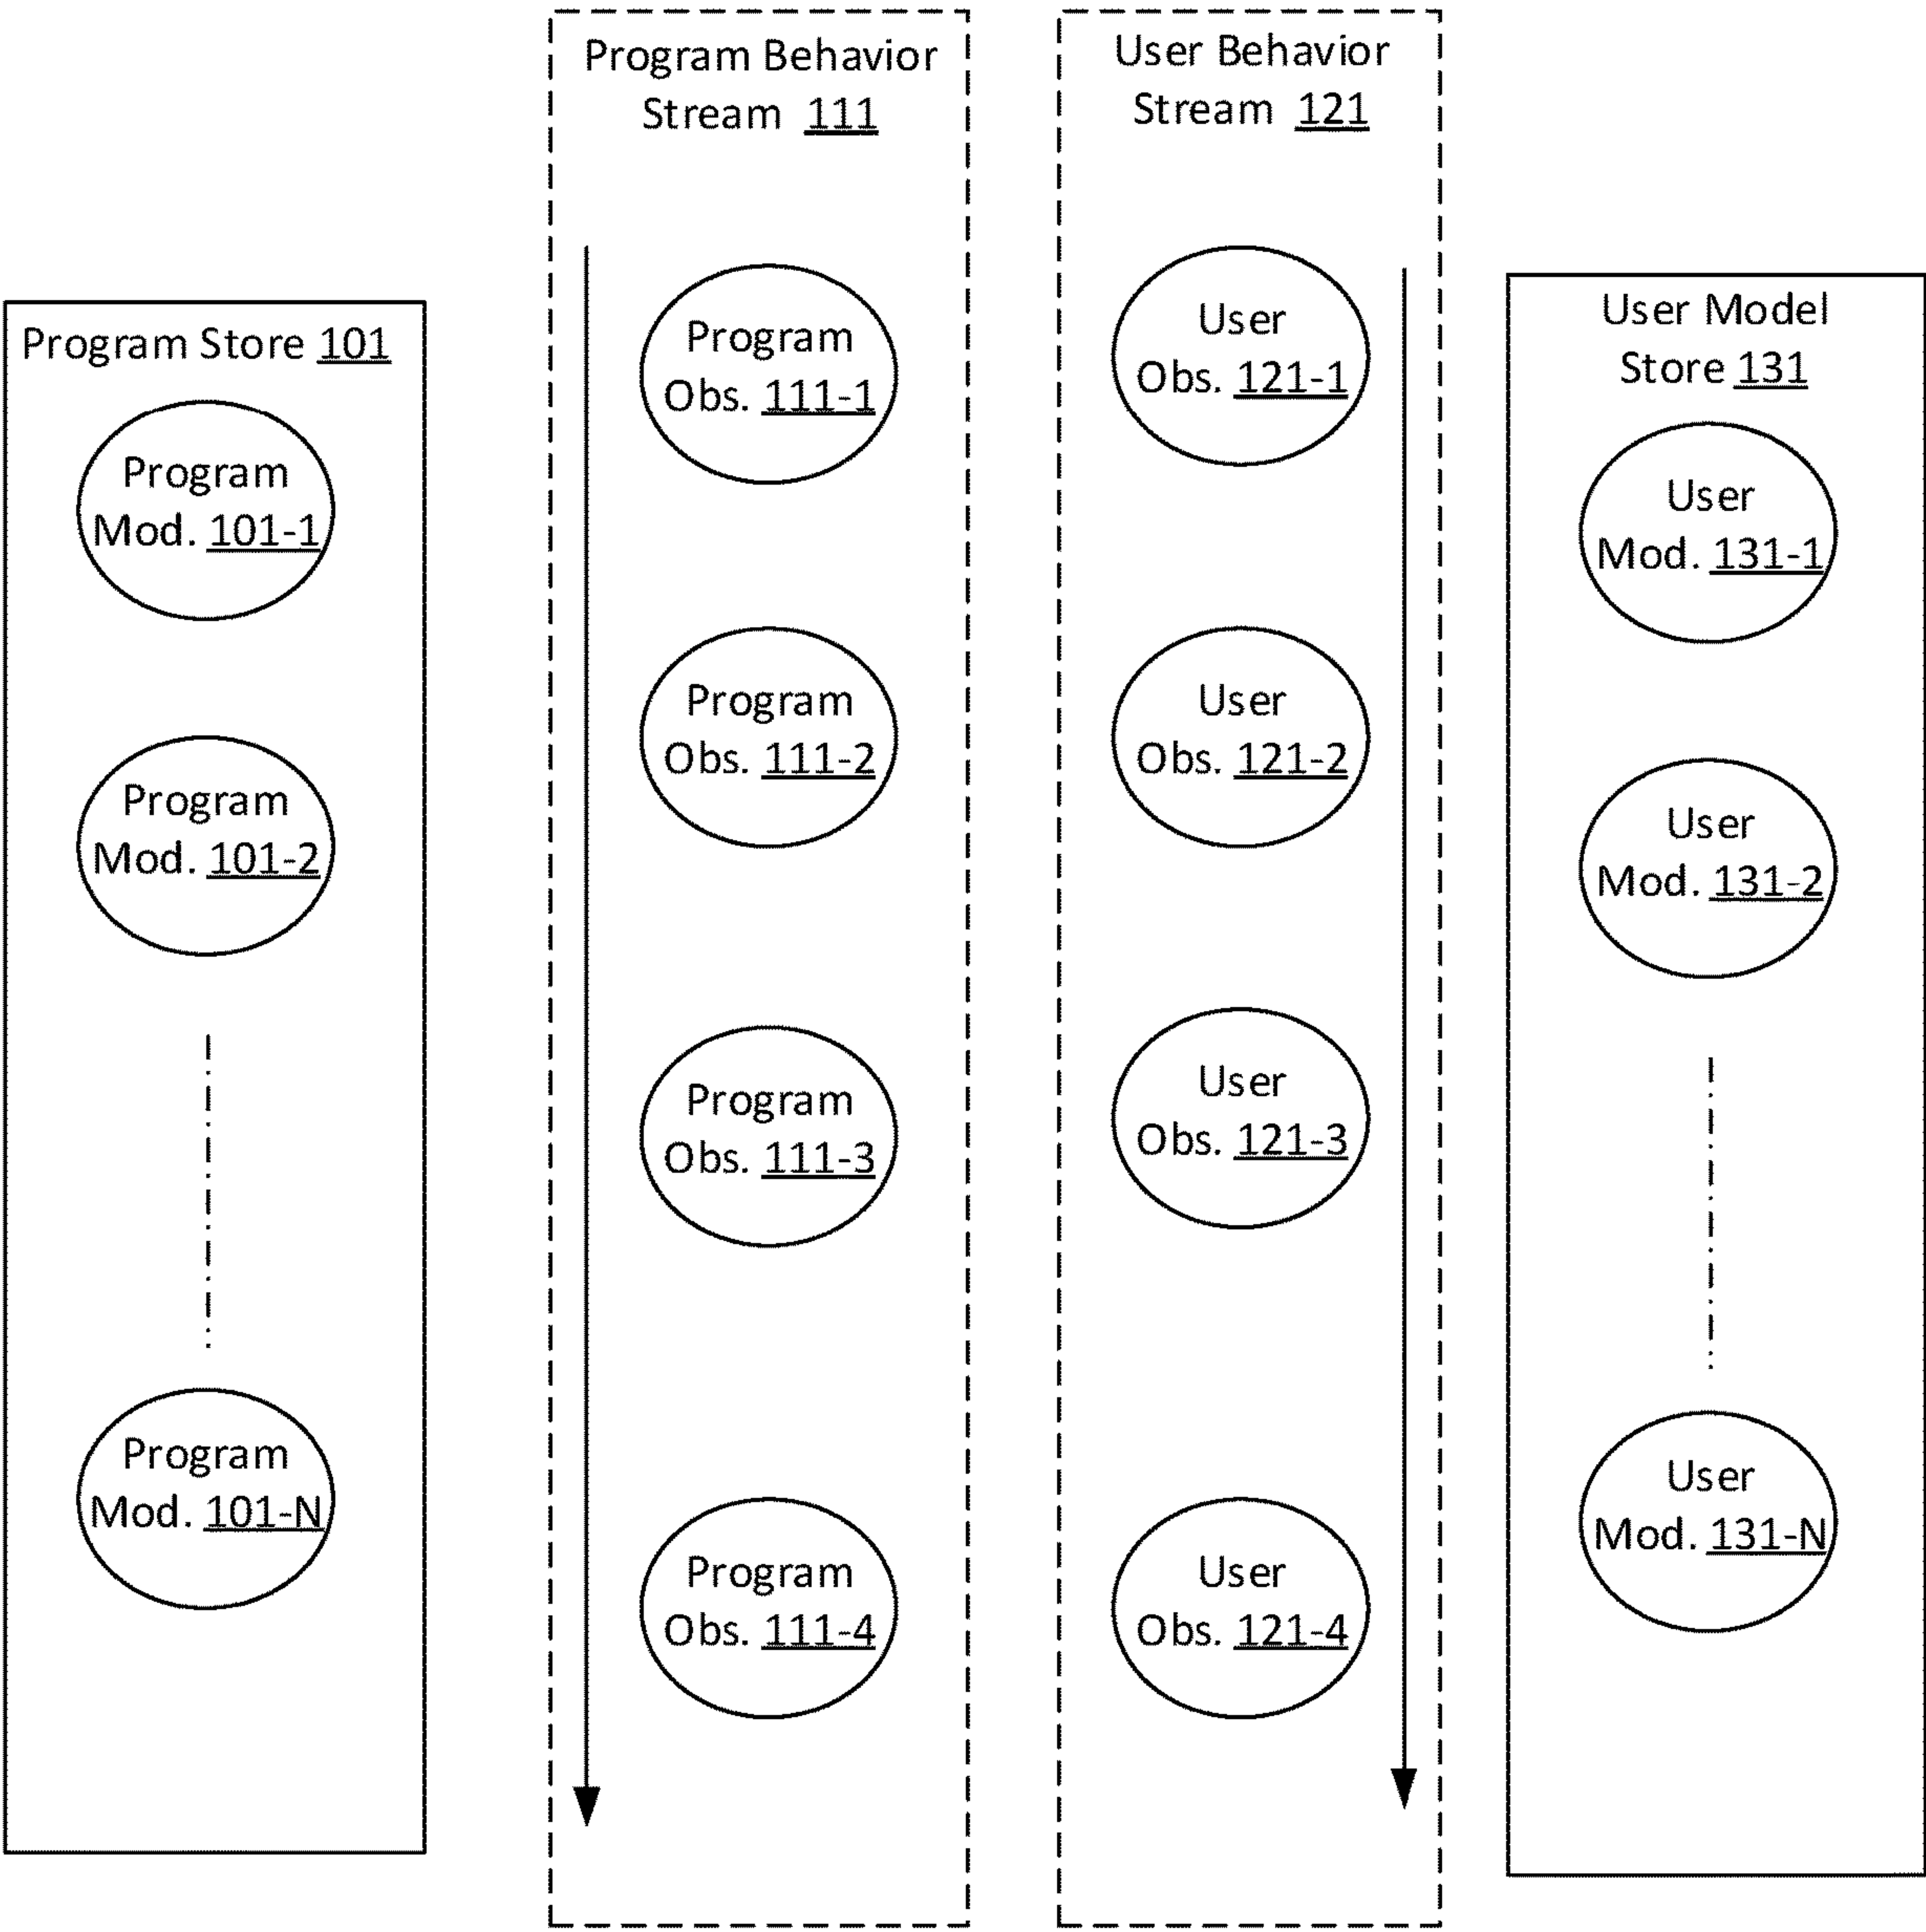 Program Store 101
Program
Mod. 101-1
Program
Mod. 101-2
Program
Mod. 101-N
Program Behavior
Stream 111
Program
Obs. 111-1
Program
Obs. 111-2
Program
Obs. 111-3
Program
Obs. 111-4
User Behavior
Stream 121
User
Obs. 121-1
User
Obs. 121-2
User
Obs. 121-3
User
Obs. 121-4
User Model
Store 131
User
Mod. 131-1
User
Mod. 131-2
User
Mod. 131-N